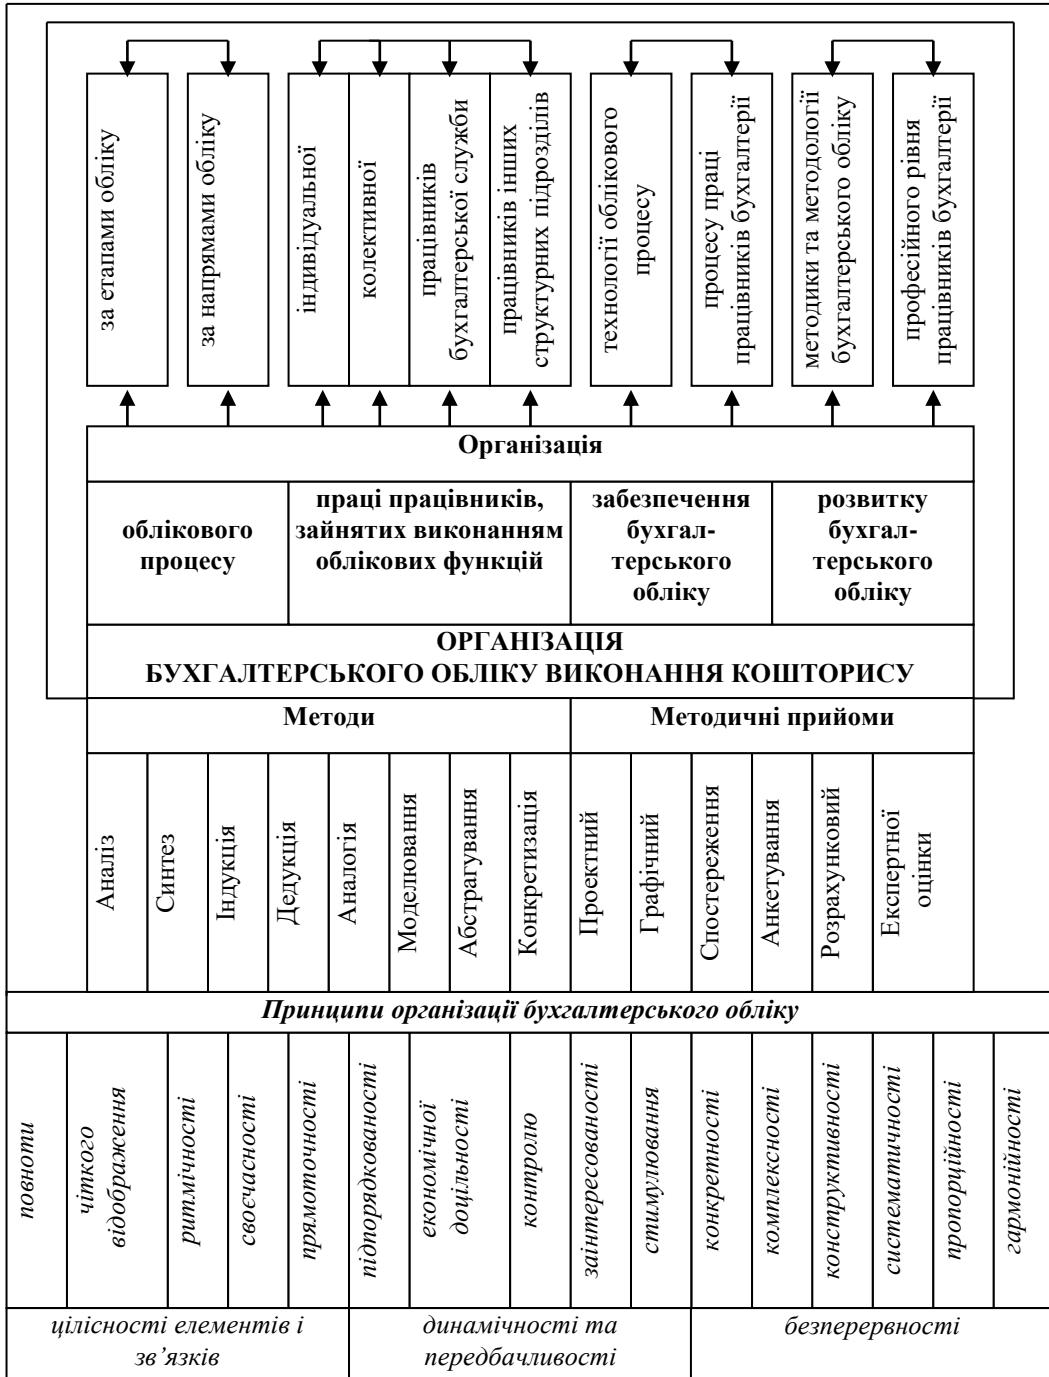 за етапами обліку
за напрямами обліку
індивідуальної
колективної
працівників
бухгалтерської служби
працівників інших
структурних підрозділів
технології облікового
процесу
процесу праці
працівників бухгалтерії
методики та методології
бухгалтерського обліку
професійного рівня
працівників бухгалтерії
Організація
облікового
процесу
праці працівників,
зайнятих виконанням
облікових функцій
забезпечення
бухгал-
терського
обліку
розвитку
бухгал-
терського
обліку
ОРГАНІЗАЦІЯ
БУХГАЛТЕРСЬКОГО ОБЛІКУ ВИКОНАННЯ КОШТОРИСУ
Методи
Методичні прийоми
Аналіз
Синтез
Індукція
Дедукція
Аналогія
Моделювання
Абстрагування
Конкретизація
Проектний
Графічний
Спостереження
Анкетування
Розрахунковий
Експертної
оцінки
Принципи організації бухгалтерського обліку
повноти
чіткого
відображення
ритмічності
своєчасності
прямоточності
підпорядкованості
економічної
доцільності
контролю
заінтересованості
стимулювання
конкретності
комплексності
конструктивності
систематичності
пропорційності
гармонійності
цілісності елементів і
зв’язків
динамічності та
передбачливості
безперервності